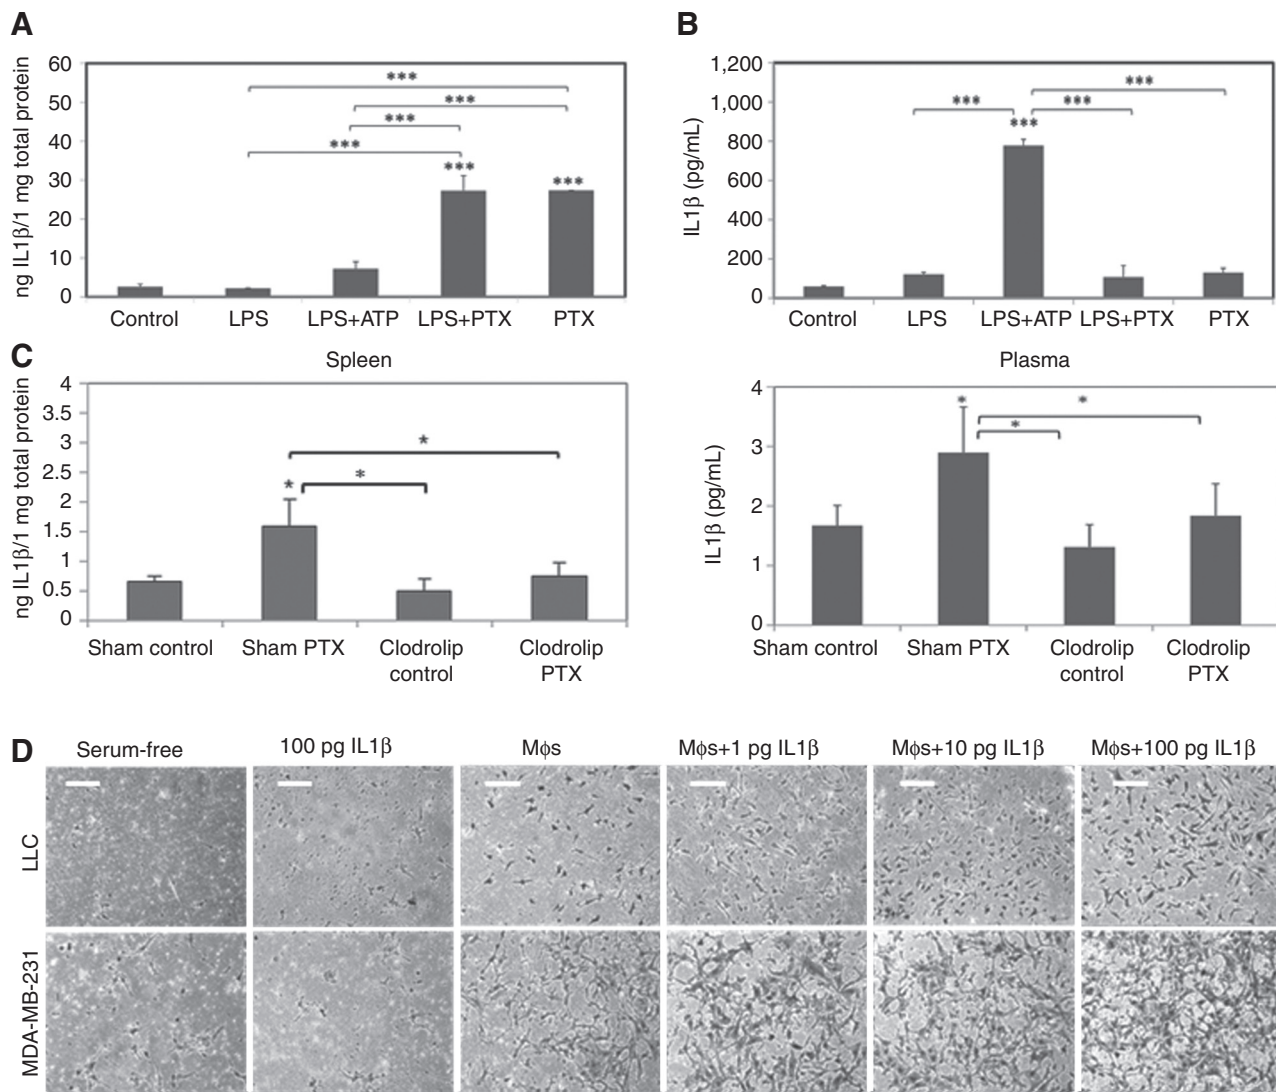 A
ng IL1β/1 mg total protein
60
50
40
30
20
10
0
***
***
***
***
***
***
Control LPS LPS+ATP LPS+PTX PTX
B
IL1β (pg/mL)
1,200
1,000
800
600
400
200
0
***
***
***
***
Control LPS LPS+ATP LPS+PTX PTX
C
Spleen
ng IL1β/1 mg total protein
4
3.5
3
2.5
2
1.5
1
0.5
0
*
*
*
Sham control Sham PTX Clodrolip control Clodrolip PTX
Plasma
IL1β (pg/mL)
4
3
2
1
0
*
*
*
Sham control Sham PTX Clodrolip control Clodrolip PTX
D
Serum-free 100 pg IL1β Mϕs Mϕs+1 pg IL1β Mϕs+10 pg IL1β Mϕs+100 pg IL1β
LLC
MDA-MB-231